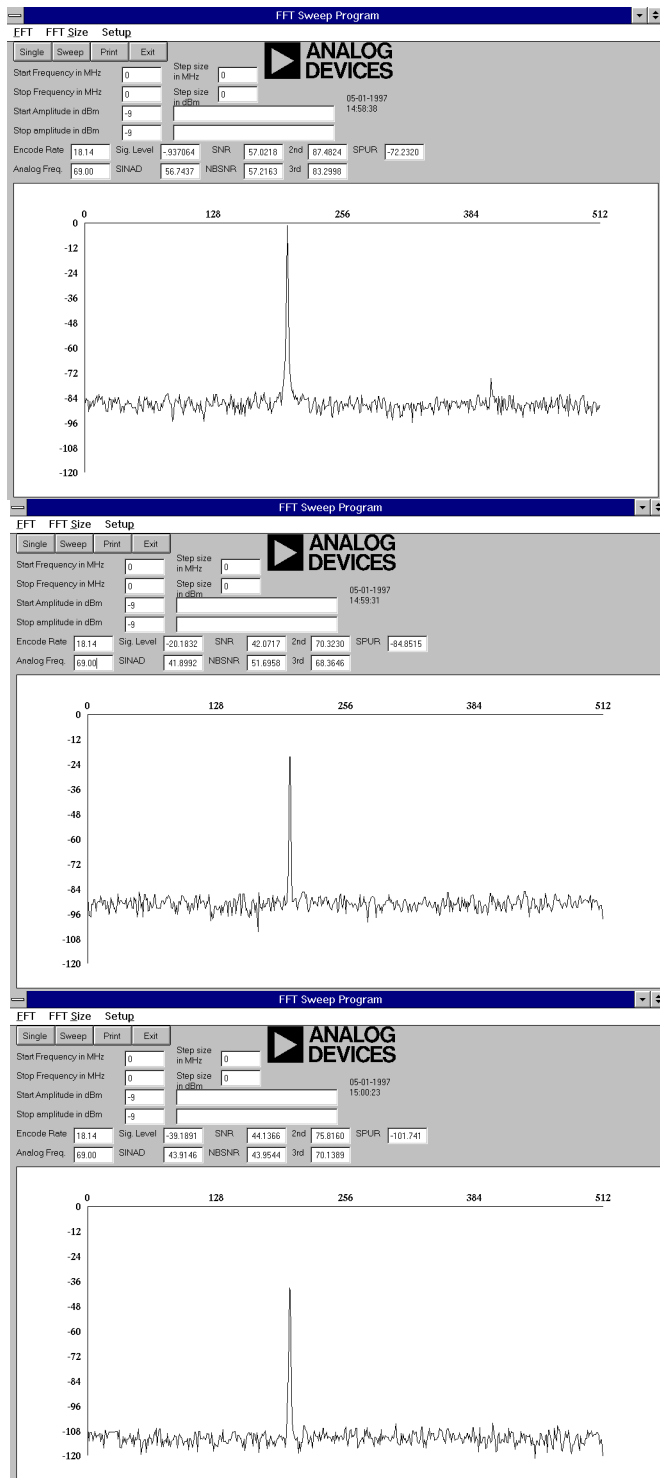 FFT Sweep Program
FFT FFT Size Setup
Single Sweep Print Exit
ANALOG DEVICES
Start Frequency in MHz 0 Step size in MHz 0
Stop Frequency in MHz 0 Step size in dBm 0
05-01-1997
14:58:38
Start Amplitude in dBm -9
Stop amplitude in dBm -9
Encode Rate 18.14 Sig. Level -.937064 SNR 57.0218 2nd 87.4824 SPUR -72.2320
Analog Freq. 69.00 SINAD 56.7437 NBSNR 57.2163 3rd 83.2998
0 128 256 384 512
0
-12
-24
-36
-48
-60
-72
-84
-96
-108
-120
FFT Sweep Program
FFT FFT Size Setup
Single Sweep Print Exit
ANALOG DEVICES
Start Frequency in MHz 0 Step size in MHz 0
Stop Frequency in MHz 0 Step size in dBm 0
05-01-1997
14:59:31
Start Amplitude in dBm -9
Stop amplitude in dBm -9
Encode Rate 18.14 Sig. Level -20.1832 SNR 42.0717 2nd 70.3230 SPUR -84.8515
Analog Freq. 69.00 SINAD 41.8992 NBSNR 51.6958 3rd 68.3646
0 128 256 384 512
0
-12
-24
-36
-48
-60
-72
-84
-96
-108
-120
FFT Sweep Program
FFT FFT Size Setup
Single Sweep Print Exit
ANALOG DEVICES
Start Frequency in MHz 0 Step size in MHz 0
Stop Frequency in MHz 0 Step size in dBm 0
05-01-1997
15:00:23
Start Amplitude in dBm -9
Stop amplitude in dBm -9
Encode Rate 18.14 Sig. Level -39.1891 SNR 44.1366 2nd 75.8160 SPUR -101.741
Analog Freq. 69.00 SINAD 43.9146 NBSNR 43.9544 3rd 70.1389
0 128 256 384 512
0
-12
-24
-36
-48
-60
-72
-84
-96
-108
-120